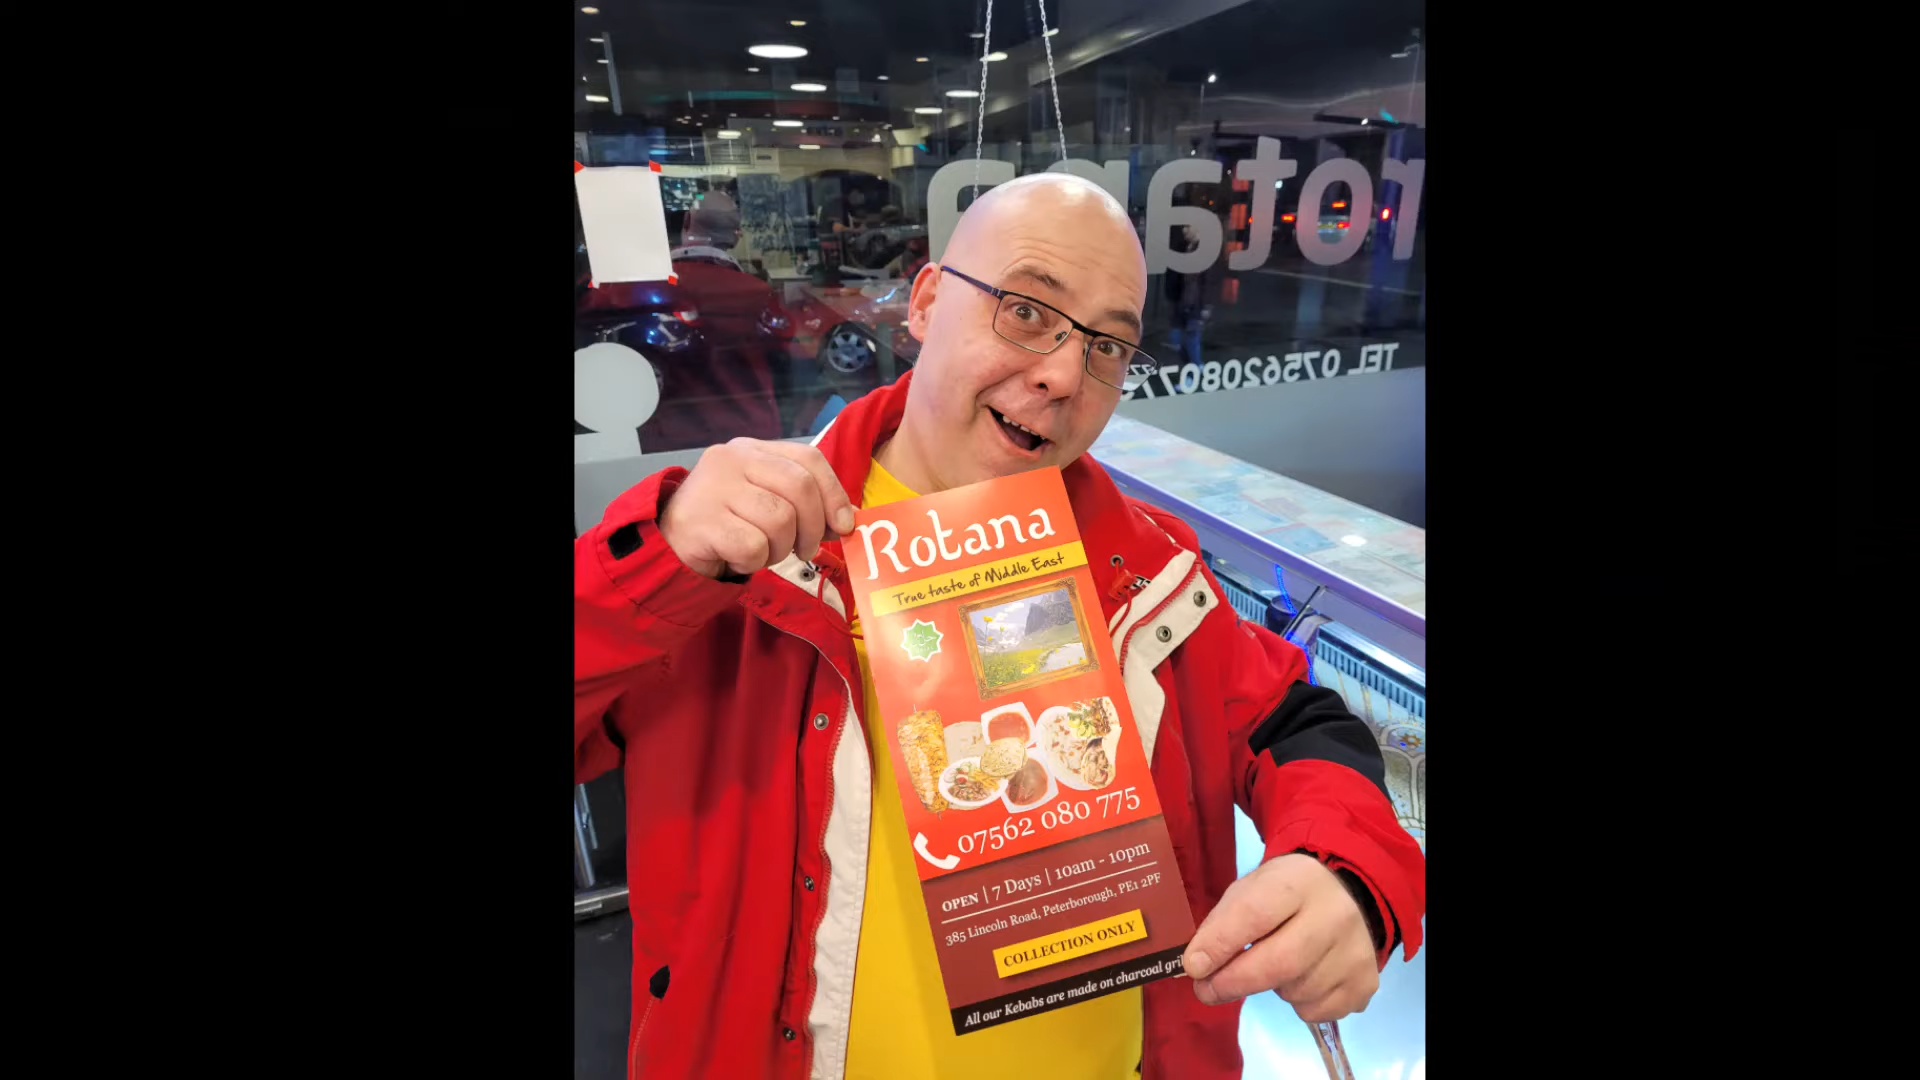 rotana
TEL 07562080775
Rotana
True taste of Middle East
حلال
07562 080 775
OPEN | 7 Days | 10am - 10pm
385 Lincoln Road, Peterborough, PE1 2PF
COLLECTION ONLY
All our Kebabs are made on charcoal gril